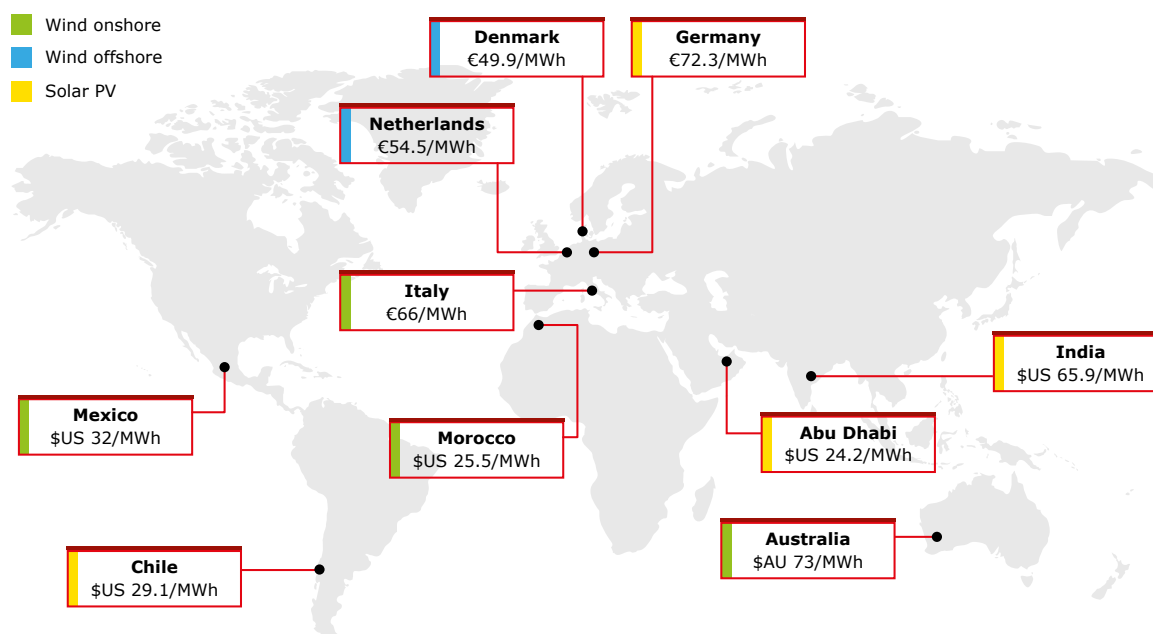 Wind onshore
Wind offshore
Solar PV
Denmark
€49.9/MWh
Germany
€72.3/MWh
Netherlands
€54.5/MWh
Italy
€66/MWh
India
$US 65.9/MWh
Mexico
$US 32/MWh
Morocco
$US 25.5/MWh
Abu Dhabi
$US 24.2/MWh
Australia
$AU 73/MWh
Chile
$US 29.1/MWh